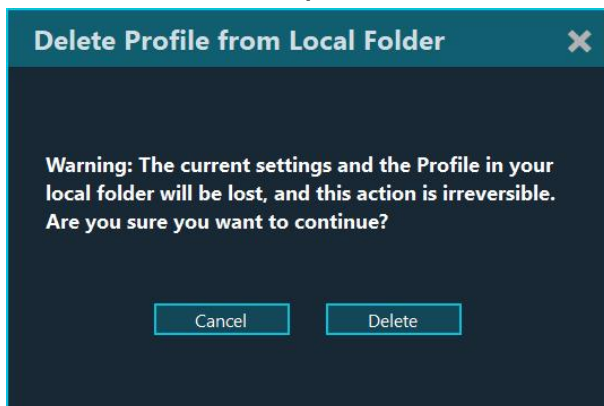 Delete Profile from Local Folder
Warning: The current settings and the Profile in your
local folder will be lost, and this action is irreversible.
Are you sure you want to continue?
Cancel
Delete